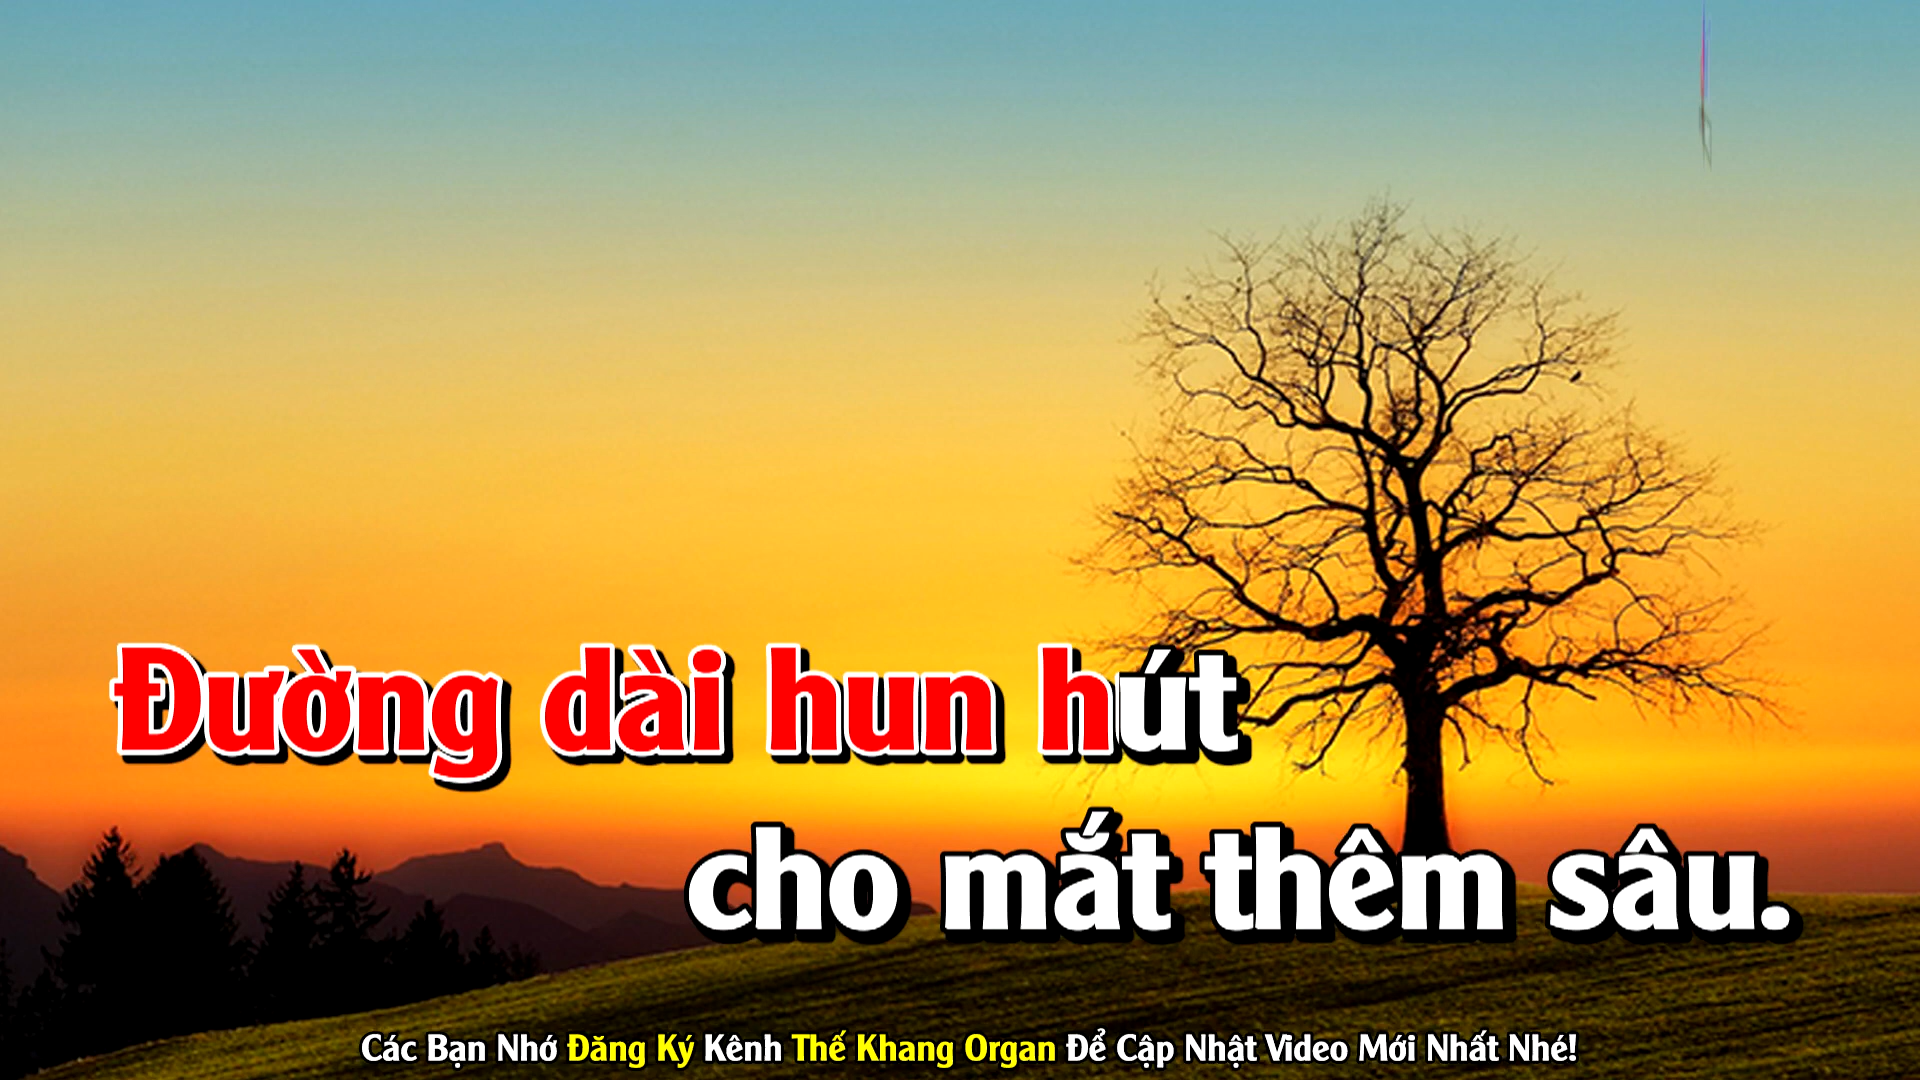 Đường dài hun hút
cho mắt thêm sâu.
Các Bạn Nhớ Đăng Ký Kênh Thế Khang Organ Để Cập Nhật Video Mới Nhất Nhé!